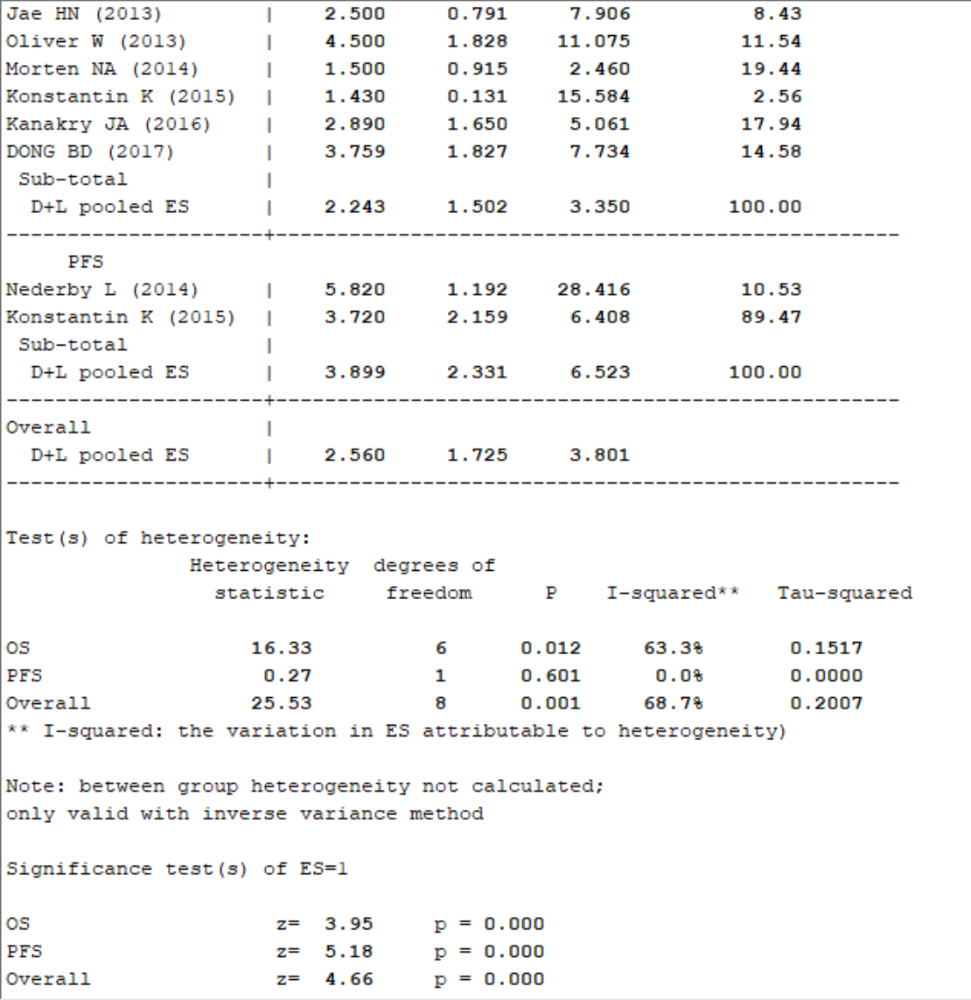 Jae HN (2013)         |    2.500     0.791     7.906          8.43
Oliver W (2013)       |    4.500     1.828    11.075         11.54
Morten NA (2014)      |    1.500     0.915     2.460         19.44
Konstantin K (2015)   |    1.430     0.131    15.584          2.56
Kanakry JA (2016)     |    2.890     1.650     5.061         17.94
DONG BD (2017)        |    3.759     1.827     7.734         14.58
 Sub-total            |
  D+L pooled ES       |    2.243     1.502     3.350        100.00
----------------------+---------------------------------------------------
     PFS
Nederby L (2014)      |    5.820     1.192    28.416         10.53
Konstantin K (2015)   |    3.720     2.159     6.408         89.47
 Sub-total            |
  D+L pooled ES       |    3.899     2.331     6.523        100.00
----------------------+---------------------------------------------------
Overall               |
  D+L pooled ES       |    2.560     1.725     3.801
----------------------+---------------------------------------------------
Test(s) of heterogeneity:
               Heterogeneity  degrees of
                 statistic     freedom      P    I-squared**   Tau-squared
OS                  16.33          6      0.012     63.3%       0.1517
PFS                  0.27          1      0.601      0.0%       0.0000
Overall             25.53          8      0.001     68.7%       0.2007
** I-squared: the variation in ES attributable to heterogeneity)
Note: between group heterogeneity not calculated;
only valid with inverse variance method
Significance test(s) of ES=1
OS                    z=  3.95     p = 0.000
PFS                   z=  5.18     p = 0.000
Overall               z=  4.66     p = 0.000